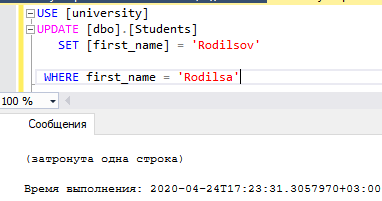 USE [university]
UPDATE [dbo].[Students]
SET [first_name] = 'Rodilsov'
WHERE first_name = 'Rodilsa'
100 %
Сообщения
(затронута одна строка)
Время выполнения: 2020-04-24T17:23:31.3057970+03:00